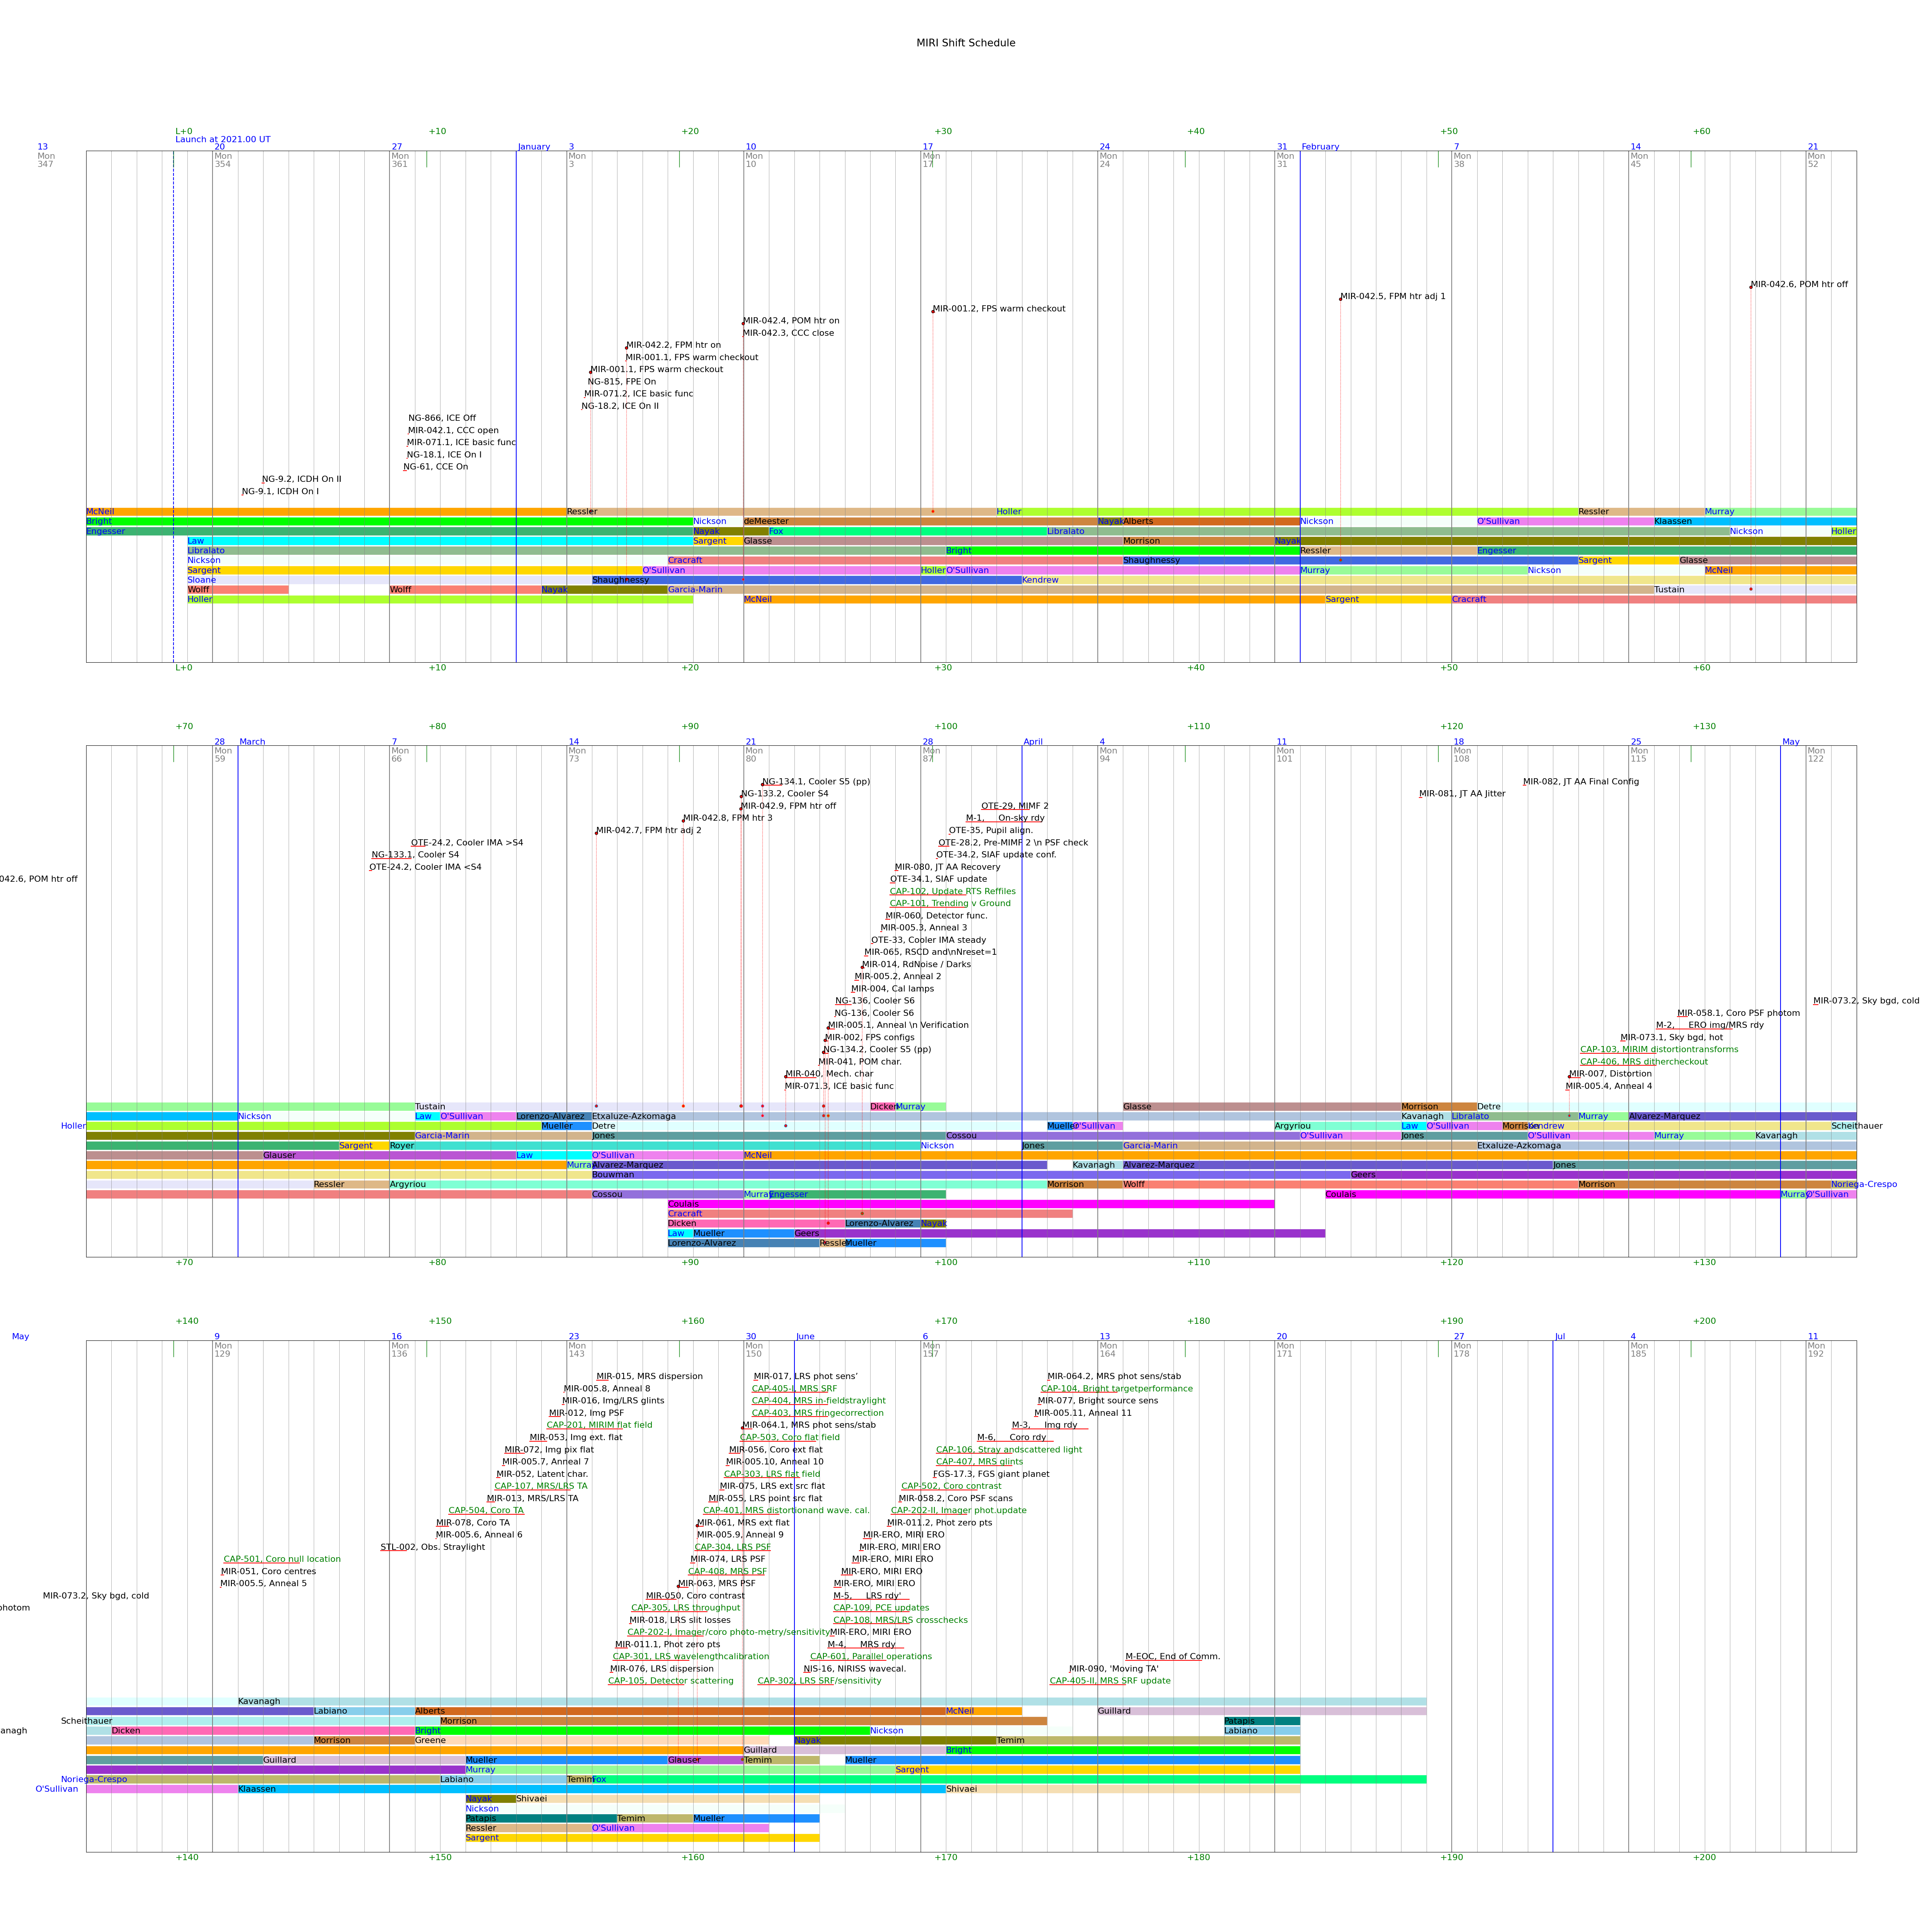 MIRI Shift Schedule
L+0 +10 +20 +30 +40 +50 +60
Launch at 2021.00 UT
13 20 27 January 3 10 17 24 31 February 7 14 21
Mon Mon Mon Mon Mon Mon Mon Mon Mon Mon Mon
347 354 361 3 10 17 24 31 38 45 52
MIR-042.6, POM htr off
MIR-042.5, FPM htr adj 1
MIR-001.2, FPS warm checkout
MIR-042.4, POM htr on
MIR-042.3, CCC close
MIR-042.2, FPM htr on
MIR-001.1, FPS warm checkout
MIR-001.1, FPS warm checkout
NG-815, FPE On
MIR-071.2, ICE basic func
NG-18.2, ICE On II
NG-866, ICE Off
MIR-042.1, CCC open
MIR-071.1, ICE basic func
NG-18.1, ICE On I
NG-61, CCE On
NG-9.2, ICDH On II
NG-9.1, ICDH On I
McNeil Ressler Holler Ressler Murray
Bright Nickson deMeester Nayak Alberts Nickson O'Sullivan Klaassen
Engesser Nayak Fox Libralato Nickson Holler
Law Sargent Glasse Morrison Nayak
Libralato Bright Ressler Engesser
Nickson Cracraft Shaughnessy Sargent Glasse
Sargent O'Sullivan Holler O'Sullivan Murray Nickson McNeil
Sloane Shaughnessy Kendrew
Wolff Wolff Nayak Garcia-Marin Tustain
Holler McNeil Sargent Cracraft
L+0 +10 +20 +30 +40 +50 +60
+70 +80 +90 +100 +110 +120 +130
28 March 7 14 21 28 April 4 11 18 25 May
Mon Mon Mon Mon Mon Mon Mon Mon Mon Mon
59 66 73 80 87 94 101 108 115 122
NG-134.1, Cooler S5 (pp) MIR-082, JT AA Final Config
NG-133.2, Cooler S4 MIR-081, JT AA Jitter
MIR-042.9, FPM htr off OTE-29, MIMF 2
MIR-042.8, FPM htr 3 M-1, On-sky rdy
MIR-042.7, FPM htr adj 2 OTE-35, Pupil align.
OTE-24.2, Cooler IMA >S4 OTE-28.2, Pre-MIMF 2 \n PSF check
NG-133.1, Cooler S4 OTE-34.2, SIAF update conf.
OTE-24.2, Cooler IMA <S4 MIR-080, JT AA Recovery
042.6, POM htr off OTE-34.1, SIAF update
CAP-102, Update RTS Reffiles
CAP-101, Trending v Ground
MIR-060, Detector func.
MIR-005.3, Anneal 3
OTE-33, Cooler IMA steady
MIR-065, RSCD and\nNreset=1
MIR-014, RdNoise / Darks
MIR-005.2, Anneal 2
MIR-004, Cal lamps
NG-136, Cooler S6 MIR-073.2, Sky bgd, cold
NG-136, Cooler S6 MIR-058.1, Coro PSF photom
MIR-005.1, Anneal \n Verification M-2, ERO img/MRS rdy
MIR-002, FPS configs MIR-073.1, Sky bgd, hot
NG-134.2, Cooler S5 (pp) CAP-103, MIRIM distortiontransforms
MIR-041, POM char. CAP-406, MRS dithercheckout
MIR-040, Mech. char MIR-007, Distortion
MIR-071.3, ICE basic func MIR-005.4, Anneal 4
Tustain Dicken Murray Glasse Morrison Detre
Nickson Law O'Sullivan Lorenzo-Alvarez Etxaluze-Azkomaga Kavanagh Libralato Murray Alvarez-Marquez
Holler Mueller Detre Mueller O'Sullivan Argyriou Law O'Sullivan Morrison Kendrew Scheithauer
Garcia-Marin Jones Cossou O'Sullivan Jones O'Sullivan Murray Kavanagh
Sargent Royer Nickson Jones Garcia-Marin Etxaluze-Azkomaga
Glauser Law O'Sullivan McNeil
Murray Alvarez-Marquez Kavanagh Alvarez-Marquez Jones
Bouwman Geers
Ressler Argyriou Morrison Wolff Morrison Noriega-Crespo
Cossou Murray Engesser Coulais Murray O'Sullivan
Coulais
Cracraft
Dicken Lorenzo-Alvarez Nayak
Law Mueller Geers
Lorenzo-Alvarez Ressler Mueller
+70 +80 +90 +100 +110 +120 +130
+140 +150 +160 +170 +180 +190 +200
May 9 16 23 30 June 6 13 20 27 Jul 4 11
Mon Mon Mon Mon Mon Mon Mon Mon Mon Mon
129 136 143 150 157 164 171 178 185 192
MIR-015, MRS dispersion MIR-017, LRS phot sens' MIR-064.2, MRS phot sens/stab
MIR-005.8, Anneal 8 CAP-405-I, MRS SRF CAP-104, Bright targetperformance
MIR-016, Img/LRS glints CAP-404, MRS in-fieldstraylight MIR-077, Bright source sens
MIR-012, Img PSF CAP-403, MRS fringecorrection MIR-005.11, Anneal 11
CAP-201, MIRIM flat field MIR-064.1, MRS phot sens/stab M-3, Img rdy
MIR-053, Img ext. flat CAP-503, Coro flat field M-6, Coro rdy
MIR-072, Img pix flat MIR-056, Coro ext flat CAP-106, Stray andscattered light
MIR-005.7, Anneal 7 MIR-005.10, Anneal 10 CAP-407, MRS glints
MIR-052, Latent char. CAP-303, LRS flat field FGS-17.3, FGS giant planet
CAP-107, MRS/LRS TA MIR-075, LRS ext src flat CAP-502, Coro contrast
MIR-013, MRS/LRS TA MIR-055, LRS point src flat MIR-058.2, Coro PSF scans
CAP-504, Coro TA CAP-401, MRS distortionand wave. cal. CAP-202-II, Imager phot.update
MIR-078, Coro TA MIR-061, MRS ext flat MIR-011.2, Phot zero pts
MIR-005.6, Anneal 6 MIR-005.9, Anneal 9 MIR-ERO, MIRI ERO
STL-002, Obs. Straylight CAP-304, LRS PSF MIR-ERO, MIRI ERO
CAP-501, Coro null location MIR-074, LRS PSF MIR-ERO, MIRI ERO
MIR-051, Coro centres CAP-408, MRS PSF MIR-ERO, MIRI ERO
MIR-005.5, Anneal 5 MIR-063, MRS PSF MIR-ERO, MIRI ERO
MIR-073.2, Sky bgd, cold MIR-050, Coro contrast M-5, LRS rdy'
photom CAP-305, LRS throughput CAP-109, PCE updates
MIR-018, LRS slit losses CAP-108, MRS/LRS crosschecks
CAP-202-I, Imager/coro photo-metry/sensitivity MIR-ERO, MIRI ERO
MIR-011.1, Phot zero pts M-4, MRS rdy
CAP-301, LRS wavelengthcalibration CAP-601, Parallel operations M-EOC, End of Comm.
MIR-076, LRS dispersion NIS-16, NIRISS wavecal. MIR-090, 'Moving TA'
CAP-105, Detector scattering CAP-302, LRS SRF/sensitivity CAP-405-II, MRS SRF update
Kavanagh
Labiano Alberts McNeil Guillard
Scheithauer Morrison Patapis
anagh Dicken Bright Nickson Labiano
Morrison Greene Nayak Temim
Guillard Bright
Guillard Mueller Glauser Temim Mueller
Murray Sargent
Noriega-Crespo Labiano Temim Fox
O'Sullivan Klaassen Shivaei
Nayak Shivaei
Nickson
Patapis Temim Mueller
Ressler O'Sullivan
Sargent
+140 +150 +160 +170 +180 +190 +200